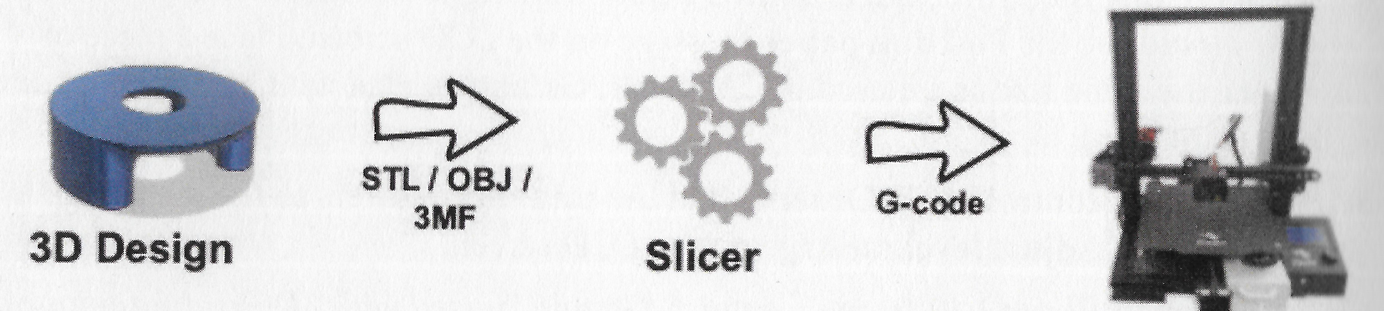 STL / OBJ /
3MF
G-code
3D Design
Slicer